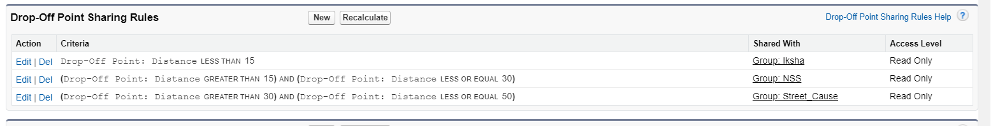 Drop-Off Point Sharing Rules New Recalculate Drop-Off Point Sharing Rules Help ?
Action Criteria Shared With Access Level
Edit | Del Drop-Off Point: Distance LESS THAN 15 Group: Iksha Read Only
Edit | Del (Drop-Off Point: Distance GREATER THAN 15) AND (Drop-Off Point: Distance LESS OR EQUAL 30) Group: NSS Read Only
Edit | Del (Drop-Off Point: Distance GREATER THAN 30) AND (Drop-Off Point: Distance LESS OR EQUAL 50) Group: Street_Cause Read Only